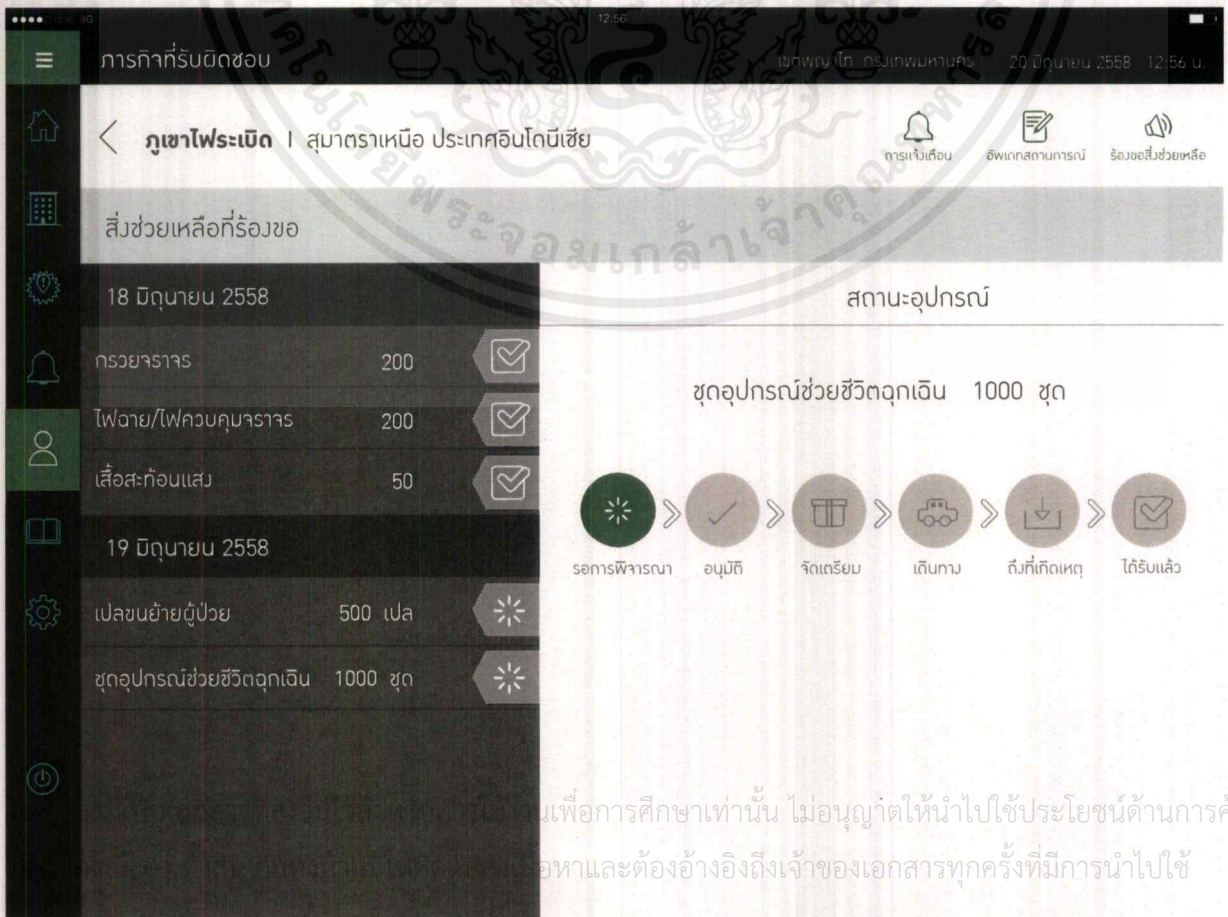 3G 12:56
ภารกิจที่รับผิดชอบ เขตพญาไท กรุงเทพมหานคร 20 มิถุนายน 2558 12:56 น.
ภูเขาไฟระเบิด | สุมาตราเหนือ ประเทศอินโดนีเซีย
การแจ้งเตือน อัพเดทสถานการณ์ ร้องขอสิ่งช่วยเหลือ
พระจอมเกล้าเจ้าคุณทหาร
สิ่งช่วยเหลือที่ร้องขอ
18 มิถุนายน 2558
กรวยจราจร 200
ไฟฉาย/ไฟควบคุมจราจร 200
เสื้อสะท้อนแสง 50
19 มิถุนายน 2558
เปลขนย้ายผู้ป่วย 500 เปล
ชุดอุปกรณ์ช่วยชีวิตฉุกเฉิน 1000 ชุด
สถานะอุปกรณ์
ชุดอุปกรณ์ช่วยชีวิตฉุกเฉิน 1000 ชุด
รอการพิจารณา อนุมัติ จัดเตรียม เดินทาง ถึงที่เกิดเหตุ ได้รับแล้ว
เพื่อการศึกษาเท่านั้น ไม่อนุญาตให้นำไปใช้ประโยชน์ด้านการค้
และต้องอ้างอิงถึงเจ้าของเอกสารทุกครั้งที่มีการนำไปใช้